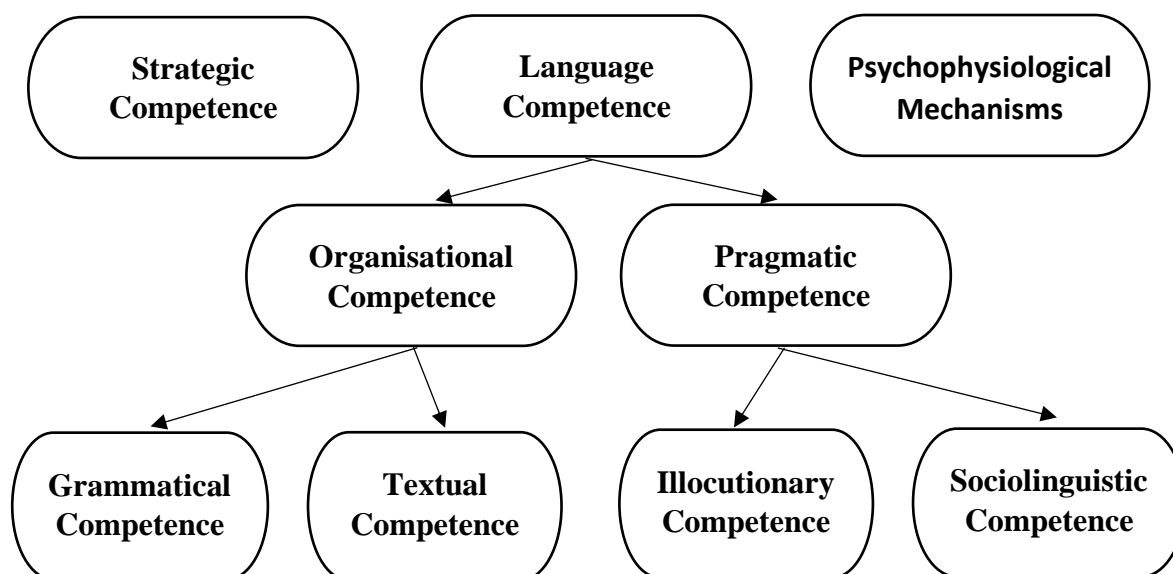 Strategic
Competence
Language
Competence
Psychophysiological
Mechanisms
Organisational
Competence
Pragmatic
Competence
Grammatical
Competence
Textual
Competence
Illocutionary
Competence
Sociolinguistic
Competence